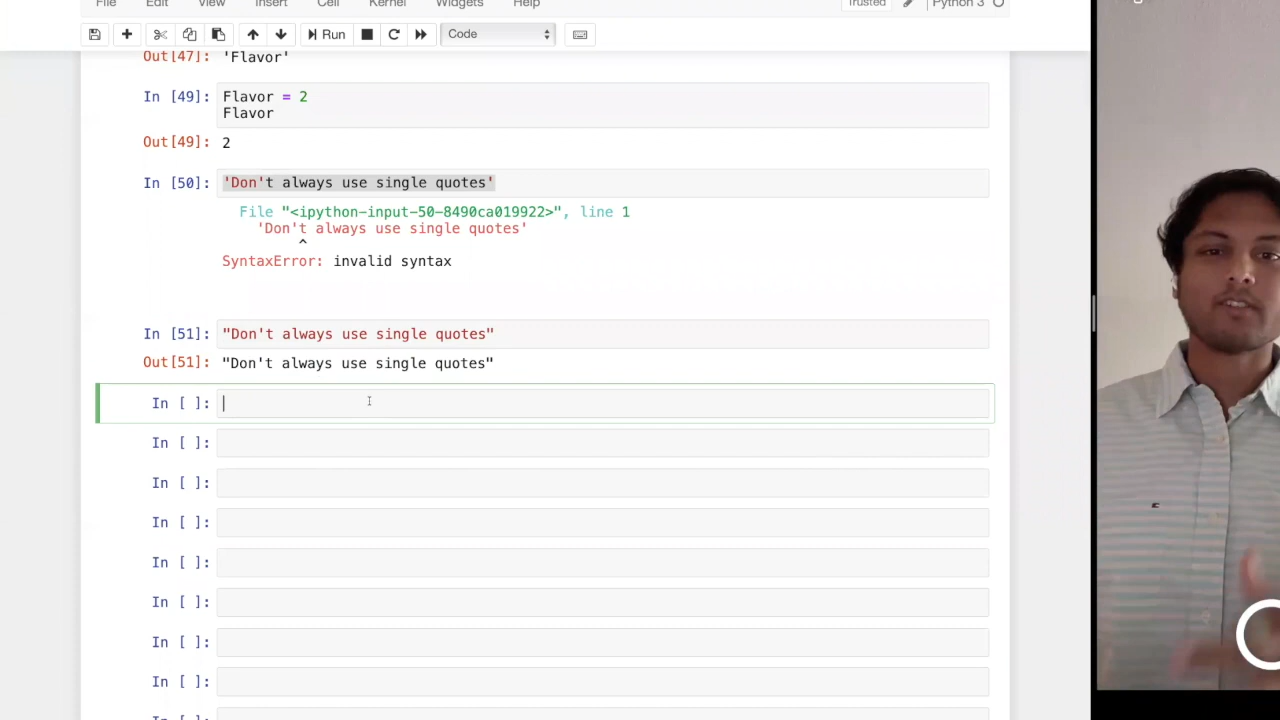 File Edit View Insert Cell Kernel Widgets Help Trusted Python 3
Run Code
Out[47]: 'Flavor'
In [49]: Flavor = 2
Flavor
Out[49]: 2
In [50]: 'Don't always use single quotes'
File "<ipython-input-50-8490ca019922>", line 1
'Don't always use single quotes'
^
SyntaxError: invalid syntax
In [51]: "Don't always use single quotes"
Out[51]: "Don't always use single quotes"
In [ ]:
In [ ]:
In [ ]:
In [ ]:
In [ ]:
In [ ]:
In [ ]:
In [ ]:
In [ ]: